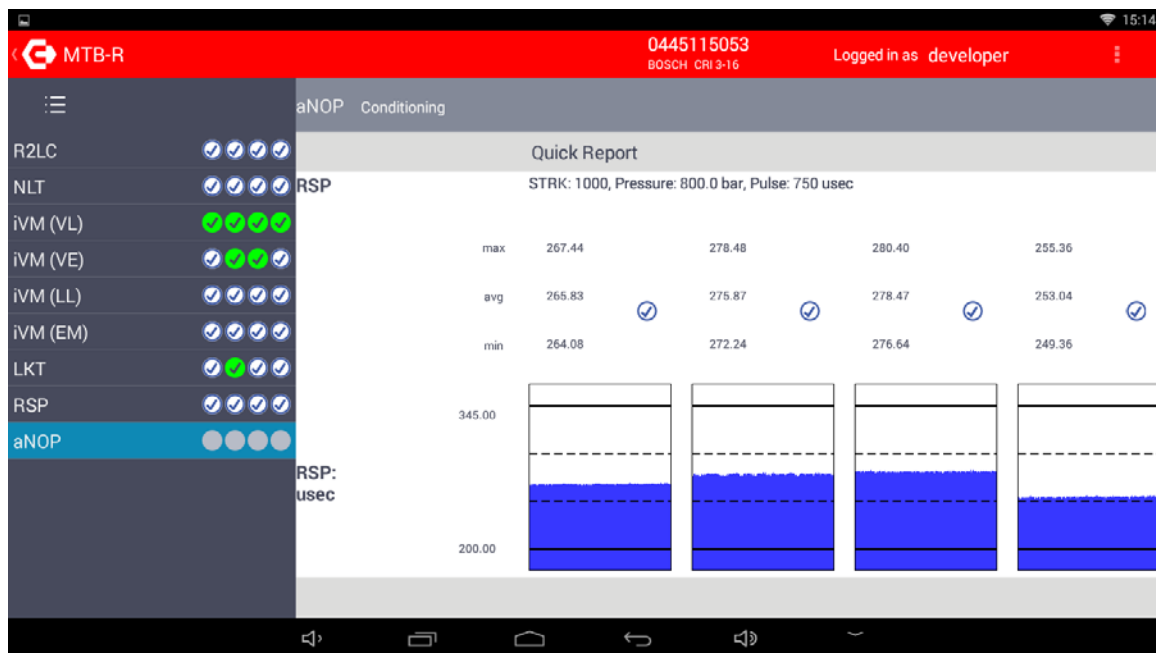 15:14
MTB-R
0445115053
BOSCH CRI 3-16
Logged in as developer
aNOP Conditioning
R2LC
NLT
iVM (VL)
iVM (VE)
iVM (LL)
iVM (EM)
LKT
RSP
aNOP
Quick Report
RSP
STRK: 1000, Pressure: 800.0 bar, Pulse: 750 usec
max 267.44 278.48 280.40 255.36
avg 265.83 275.87 278.47 253.04
min 264.08 272.24 276.64 249.36
345.00
RSP:
usec
200.00